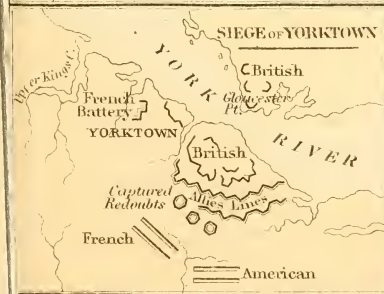 SIEGE OF YORKTOWN
YORK RIVER
Upper Kings C.
British
Gloucester
Pt.
French
Battery
YORKTOWN
British
Captured
Redoubts
Allies Lines
French
American